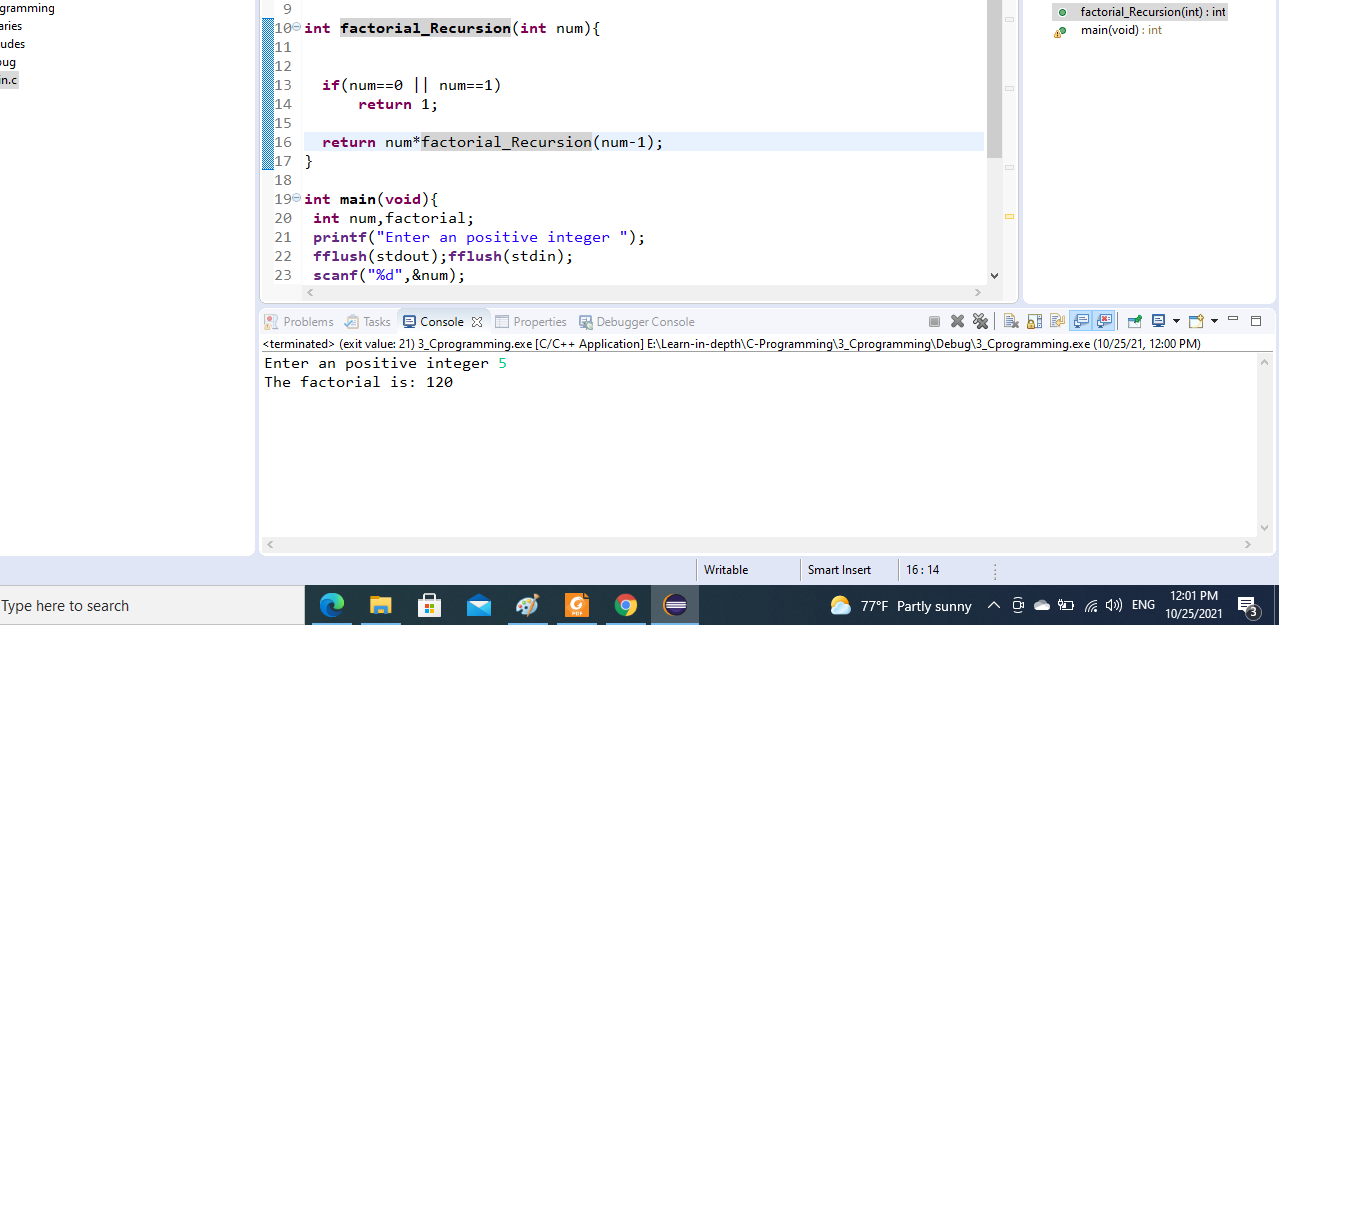 gramming
aries
udes
bug
in.c
9
10 int factorial_Recursion(int num){
11
12
13 if(num==0 || num==1)
14 return 1;
15
16 return num*factorial_Recursion(num-1);
17 }
18
19 int main(void){
20 int num,factorial;
21 printf("Enter an positive integer ");
22 fflush(stdout);fflush(stdin);
23 scanf("%d",&num);
factorial_Recursion(int) : int
main(void) : int
Problems Tasks Console Properties Debugger Console
<terminated> (exit value: 21) 3_Cprogramming.exe [C/C++ Application] E:\Learn-in-depth\C-Programming\3_Cprogramming\Debug\3_Cprogramming.exe (10/25/21, 12:00 PM)
Enter an positive integer 5
The factorial is: 120
Writable Smart Insert 16 : 14
Type here to search
77°F Partly sunny ENG 12:01 PM
10/25/2021
3